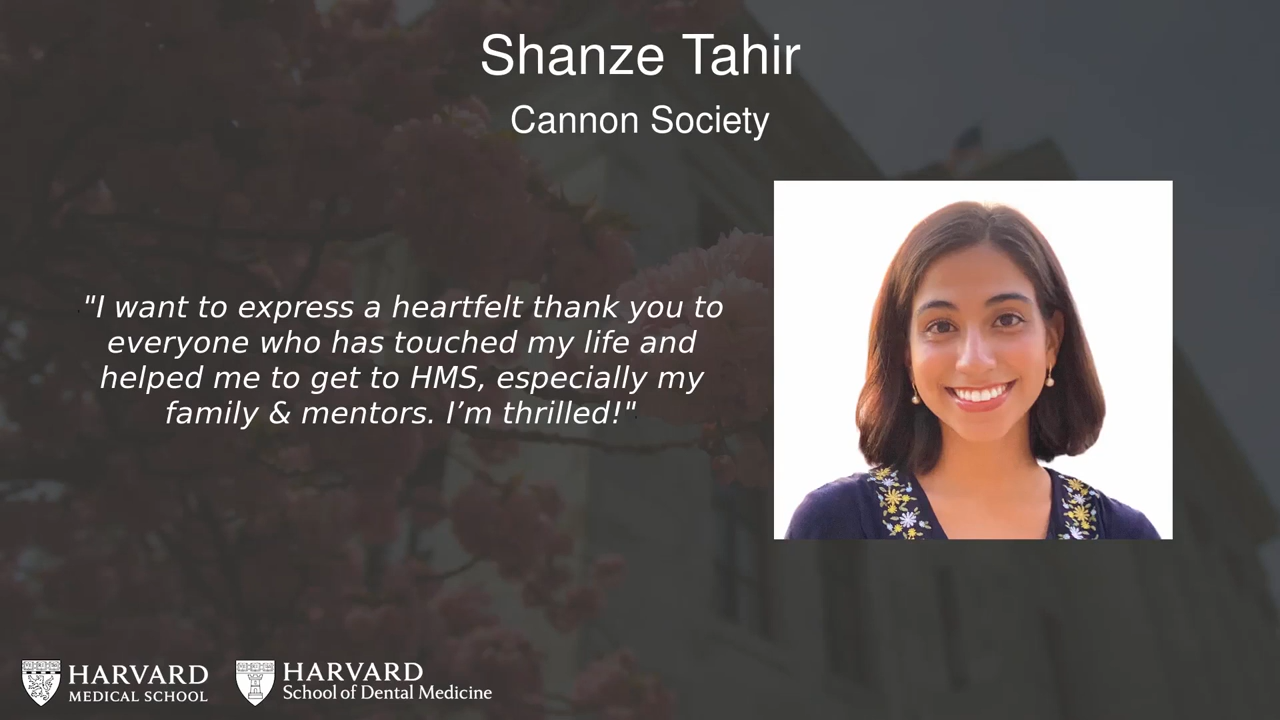 Shanze Tahir
Cannon Society
"I want to express a heartfelt thank you to
everyone who has touched my life and
helped me to get to HMS, especially my
family & mentors. I’m thrilled!"
HARVARD
MEDICAL SCHOOL
HARVARD
School of Dental Medicine